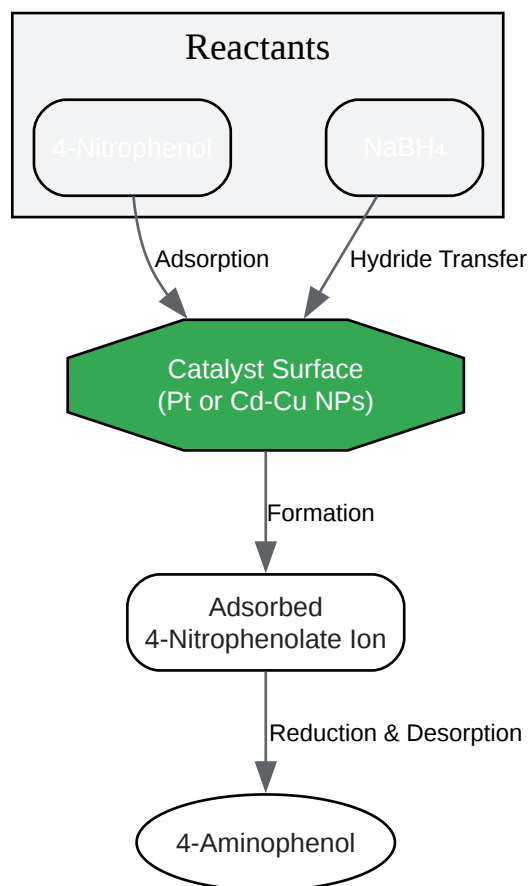 Reactants
4-Nitrophenol
NaBH₄
Adsorption
Hydride Transfer
Catalyst Surface
(Pt or Cd-Cu NPs)
Formation
Adsorbed
4-Nitrophenolate Ion
Reduction & Desorption
4-Aminophenol